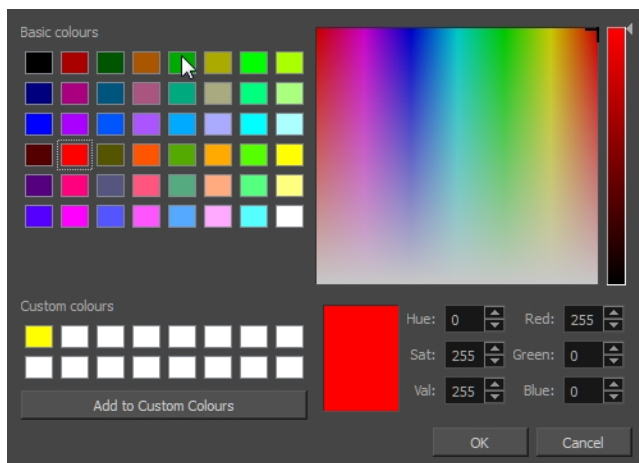 Basic colours
Custom colours
Add to Custom Colours
Hue: 0 Red: 255
Sat: 255 Green: 0
Val: 255 Blue: 0
OK Cancel